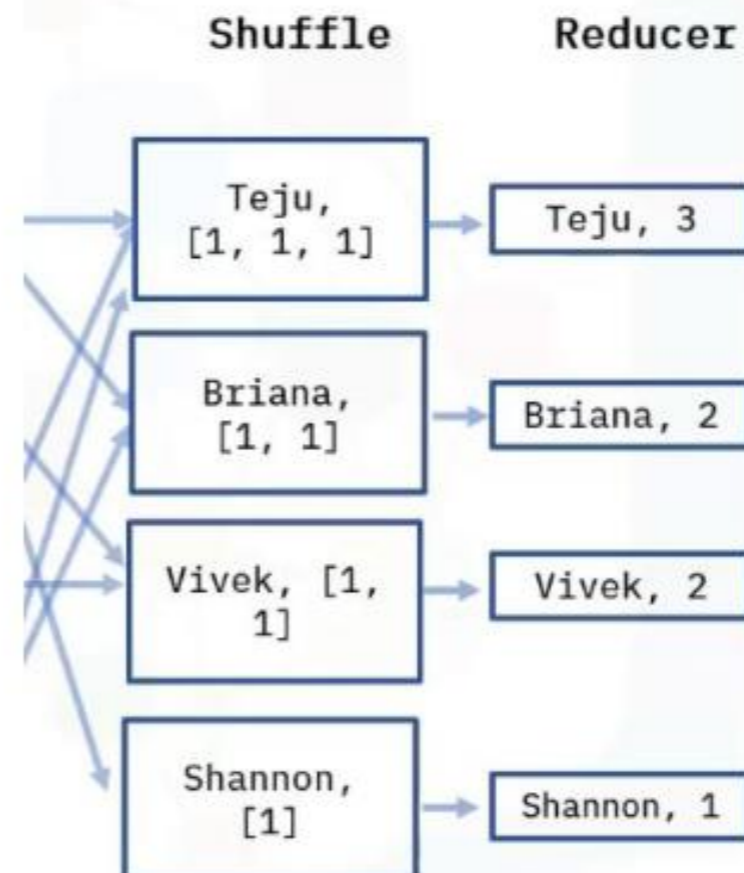 Shuffle
Reducer
Teju,
[1, 1, 1]
Teju, 3
Briana,
[1, 1]
Briana, 2
Vivek, [1,
1]
Vivek, 2
Shannon,
[1]
Shannon, 1